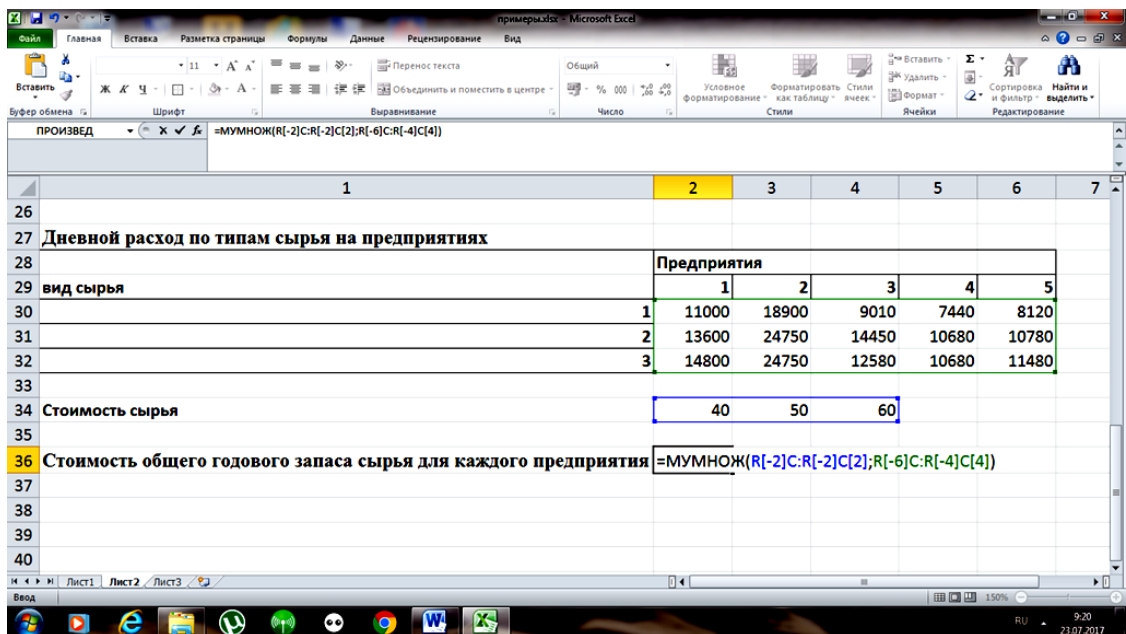 примеры.xlsx - Microsoft Excel
Файл Главная Вставка Разметка страницы Формулы Данные Рецензирование Вид
Вставить
11
Ж К Ч
Перенос текста
Объединить и поместить в центре
Общий
% 000
Условное форматирование
Форматировать как таблицу
Стили ячеек
Вставить
Удалить
Формат
Сортировка и фильтр
Найти и выделить
Буфер обмена Шрифт Выравнивание Число Стили Ячейки Редактирование
ПРОИЗВЕД fx =МУМНОЖ(R[-2]C:R[-2]C[2];R[-6]C:R[-4]C[4])
1 2 3 4 5 6 7
26
27 Дневной расход по типам сырья на предприятиях
28 Предприятия
29 вид сырья 1 2 3 4 5
30 1 11000 18900 9010 7440 8120
31 2 13600 24750 14450 10680 10780
32 3 14800 24750 12580 10680 11480
33
34 Стоимость сырья 40 50 60
35
36 Стоимость общего годового запаса сырья для каждого предприятия =МУМНОЖ(R[-2]C:R[-2]C[2];R[-6]C:R[-4]C[4])
37
38
39
40
Лист1 Лист2 Лист3
Ввод 150%
RU 9:20
23.07.2017